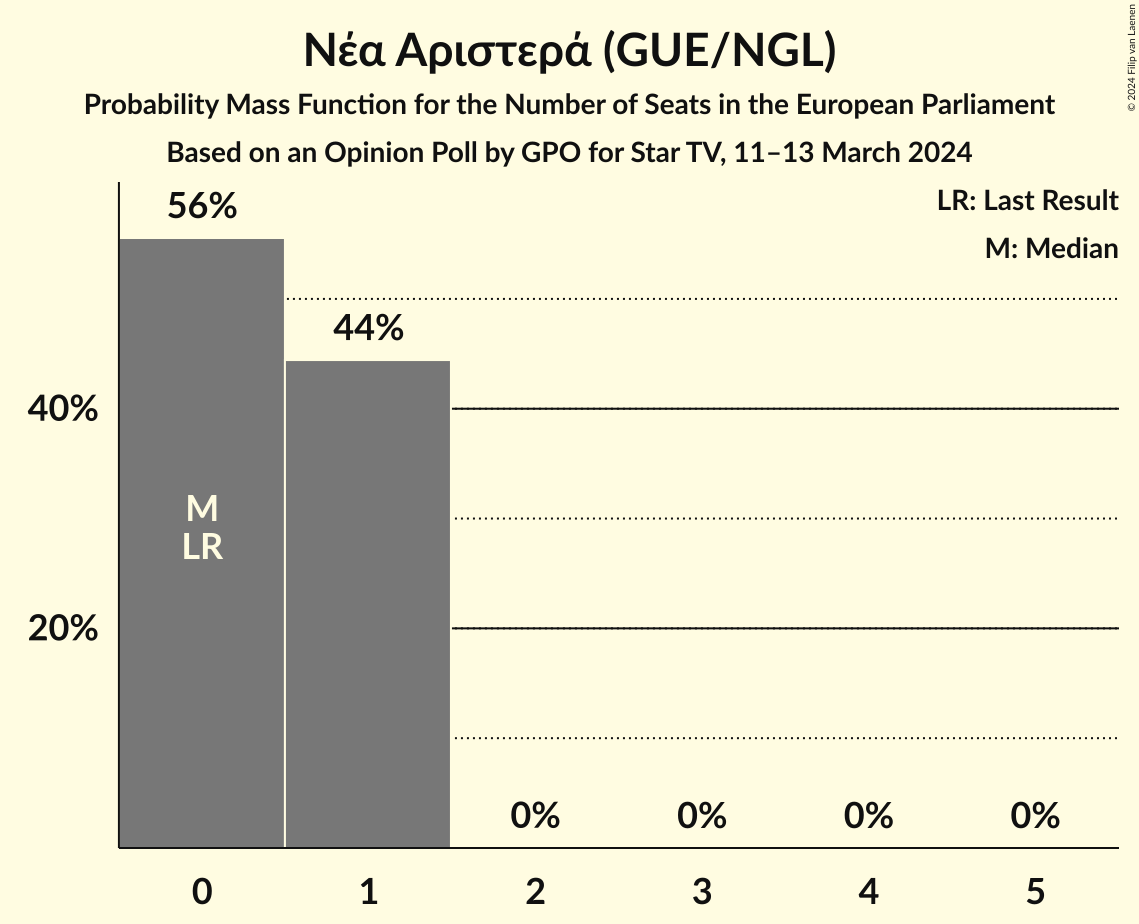 Νέα Αριστερά (GUE/NGL)
Probability Mass Function for the Number of Seats in the European Parliament
Based on an Opinion Poll by GPO for Star TV, 11–13 March 2024
© 2024 Filip van Laenen
LR: Last Result
M: Median
56%
44%
40%
M
LR
20%
0% 0% 0% 0%
0 1 2 3 4 5